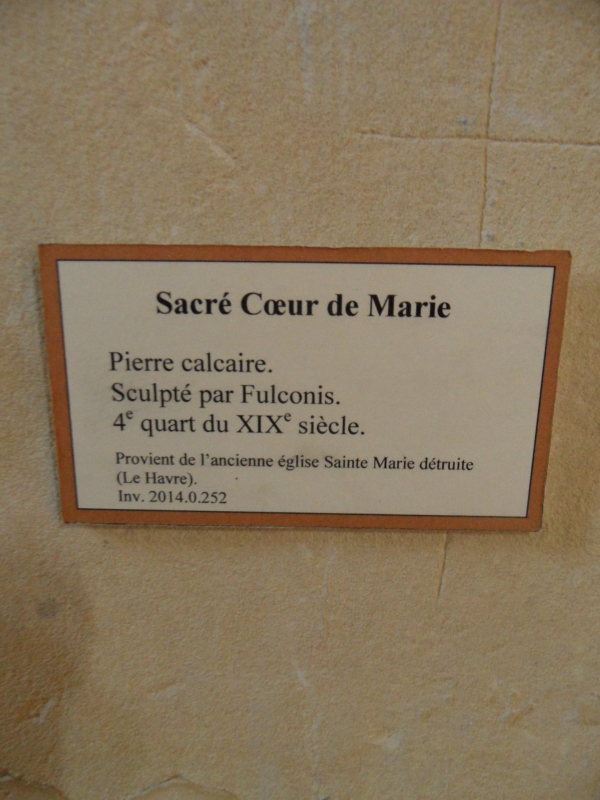 Sacré Cœur de Marie
Pierre calcaire.
Sculpté par Fulconis.
4e quart du XIXe siècle.
Provient de l'ancienne église Sainte Marie détruite
(Le Havre).
Inv. 2014.0.252